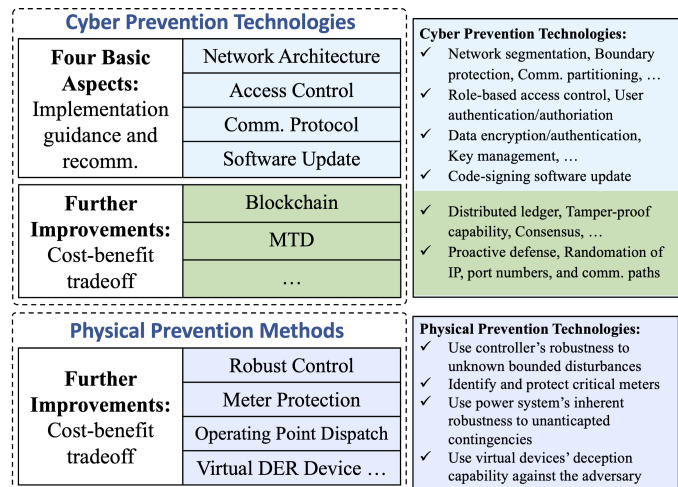 Cyber Prevention Technologies
Four Basic
Aspects:
Implementation
guidance and
recomm.
Network Architecture
Access Control
Comm. Protocol
Software Update
Further
Improvements:
Cost-benefit
tradeoff
Blockchain
MTD
…
Cyber Prevention Technologies:
✓ Network segmentation, Boundary
protection, Comm. partitioning, …
✓ Role-based access control, User
authentication/authoriation
✓ Data encryption/authentication,
Key management, …
✓ Code-signing software update
✓ Distributed ledger, Tamper-proof
capability, Consensus, …
✓ Proactive defense, Randomation of
IP, port numbers, and comm. paths
Physical Prevention Methods
Further
Improvements:
Cost-benefit
tradeoff
Robust Control
Meter Protection
Operating Point Dispatch
Virtual DER Device …
Physical Prevention Technologies:
✓ Use controller’s robustness to
unknown bounded disturbances
✓ Identify and protect critical meters
✓ Use power system’s inherent
robustness to unanticapted
contingencies
✓ Use virtual devices’ deception
capability against the adversary